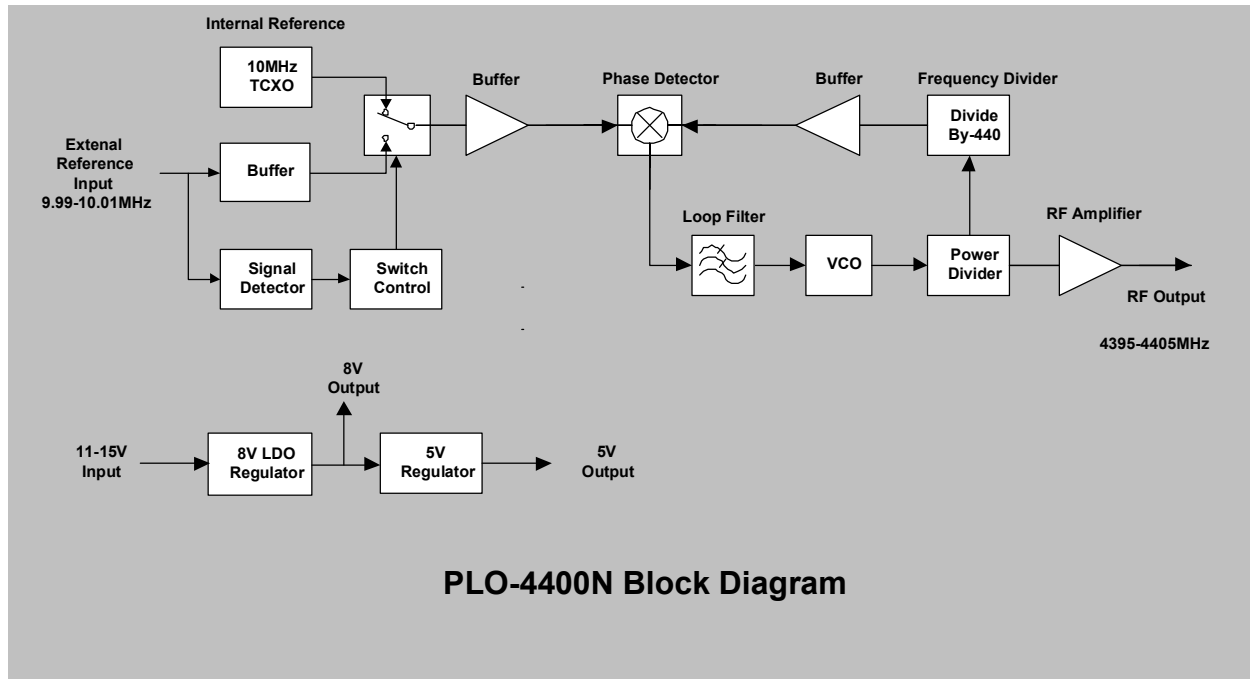 Internal Reference
10MHz
TCXO
Buffer
Phase Detector
Buffer
Frequency Divider
Divide
By-440
Extenal
Reference
Input
9.99-10.01MHz
Buffer
Signal
Detector
Switch
Control
Loop Filter
VCO
Power
Divider
RF Amplifier
RF Output
4395-4405MHz
8V
Output
11-15V
Input
8V LDO
Regulator
5V
Regulator
5V
Output
PLO-4400N Block Diagram